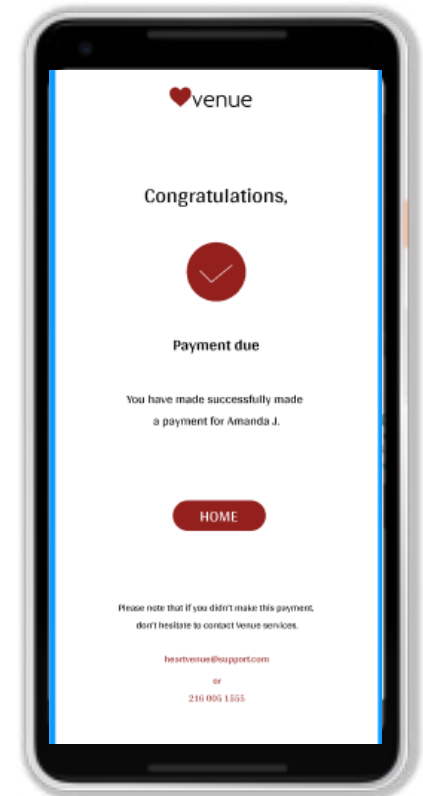 venue
Congratulations,
Payment due
You have made successfully made
a payment for Amanda J.
HOME
Please note that if you didn't make this payment,
don't hesitate to contact Venue services.
heartvenue@support.com
or
216 005 1555